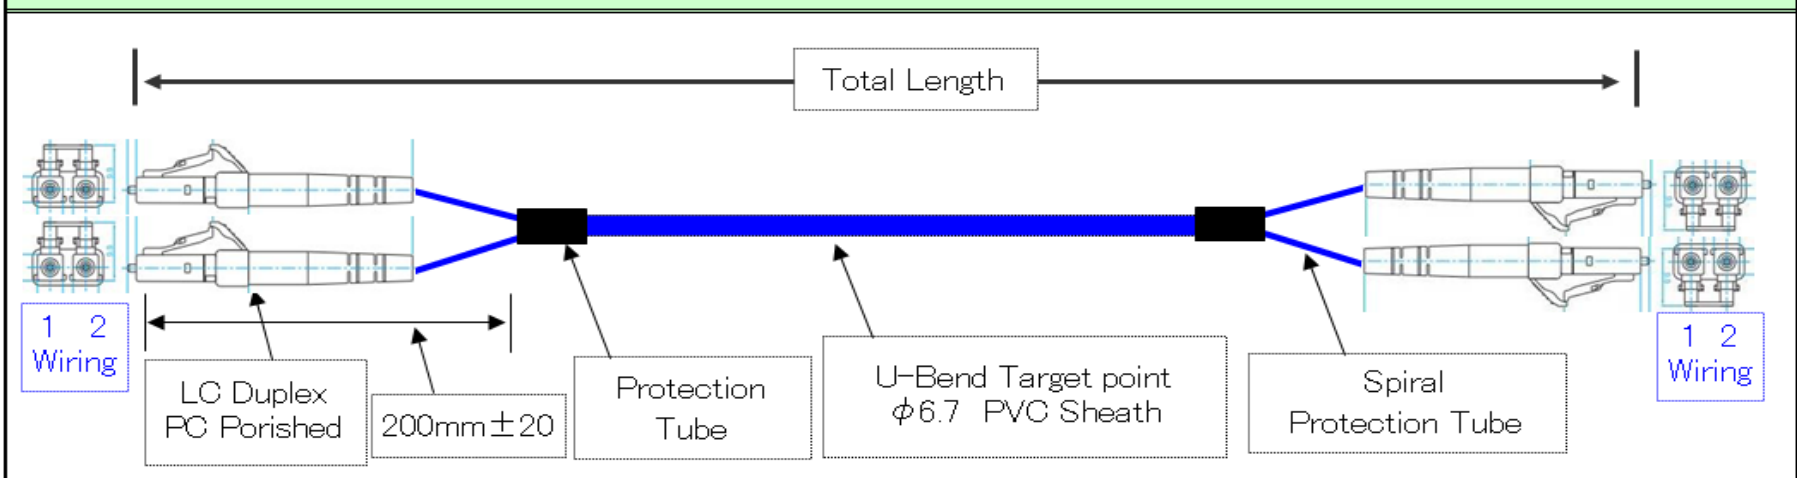 Total Length
1 2
Wiring
LC Duplex
PC Porished
200mm±20
Protection
Tube
U-Bend Target point
φ6.7 PVC Sheath
Spiral
Protection Tube
1 2
Wiring